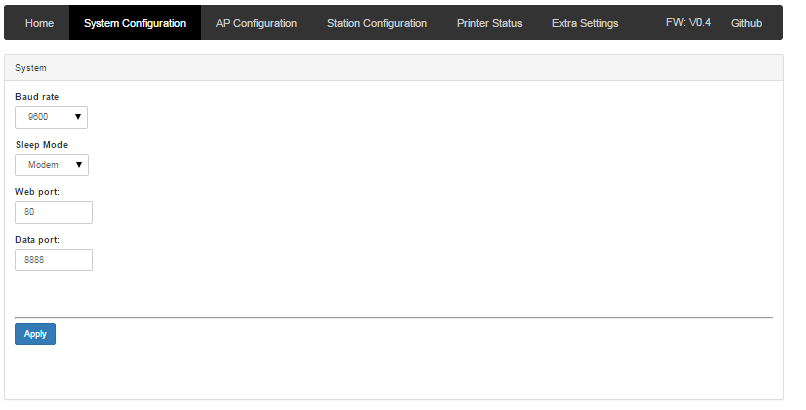 Home System Configuration AP Configuration Station Configuration Printer Status Extra Settings FW: V0.4 Github
System
Baud rate
9600
Sleep Mode
Modem
Web port:
80
Data port:
8888
Apply